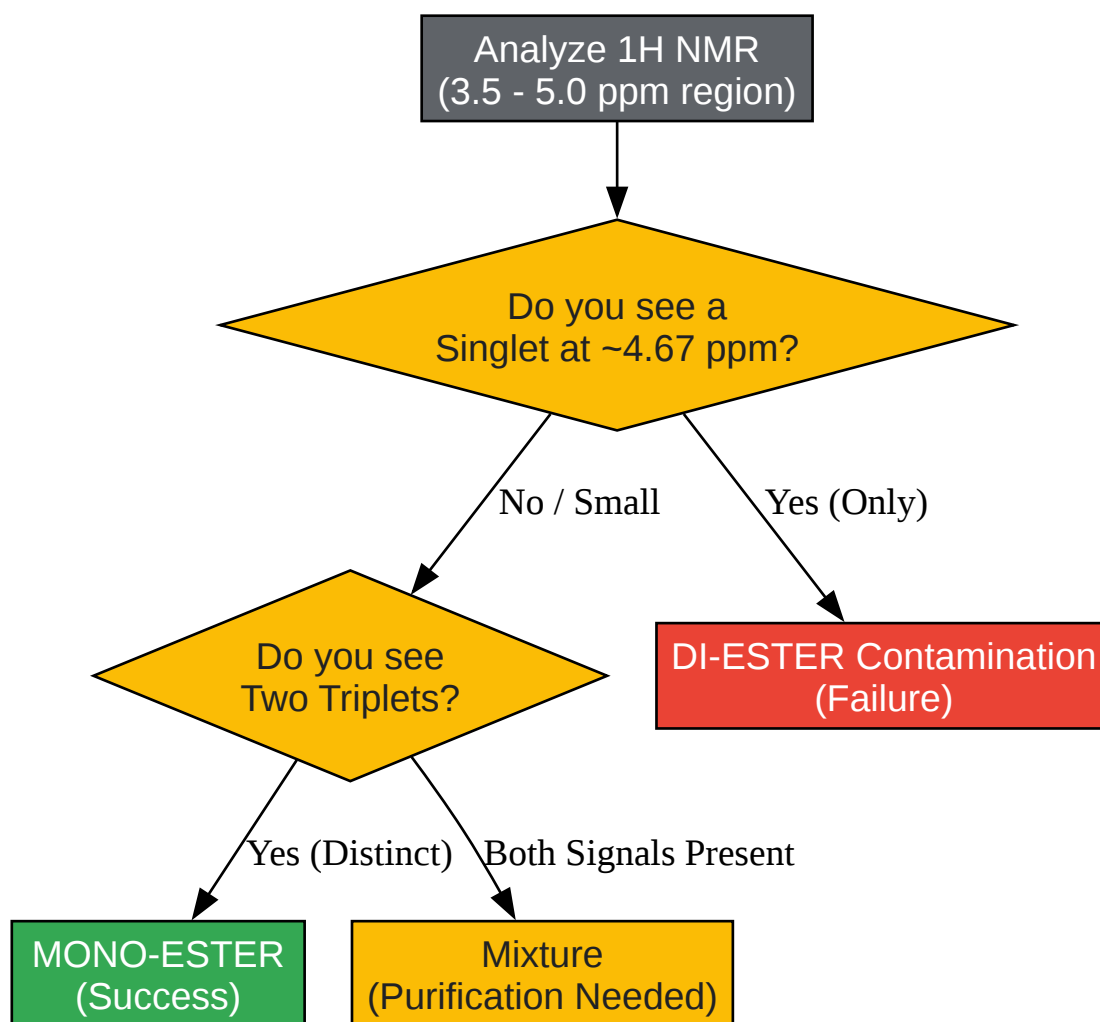 Analyze 1H NMR
(3.5 - 5.0 ppm region)
Do you see a
Singlet at ~4.67 ppm?
No / Small
Yes (Only)
Do you see
Two Triplets?
DI-ESTER Contamination
(Failure)
Yes (Distinct)
Both Signals Present
MONO-ESTER
(Success)
Mixture
(Purification Needed)